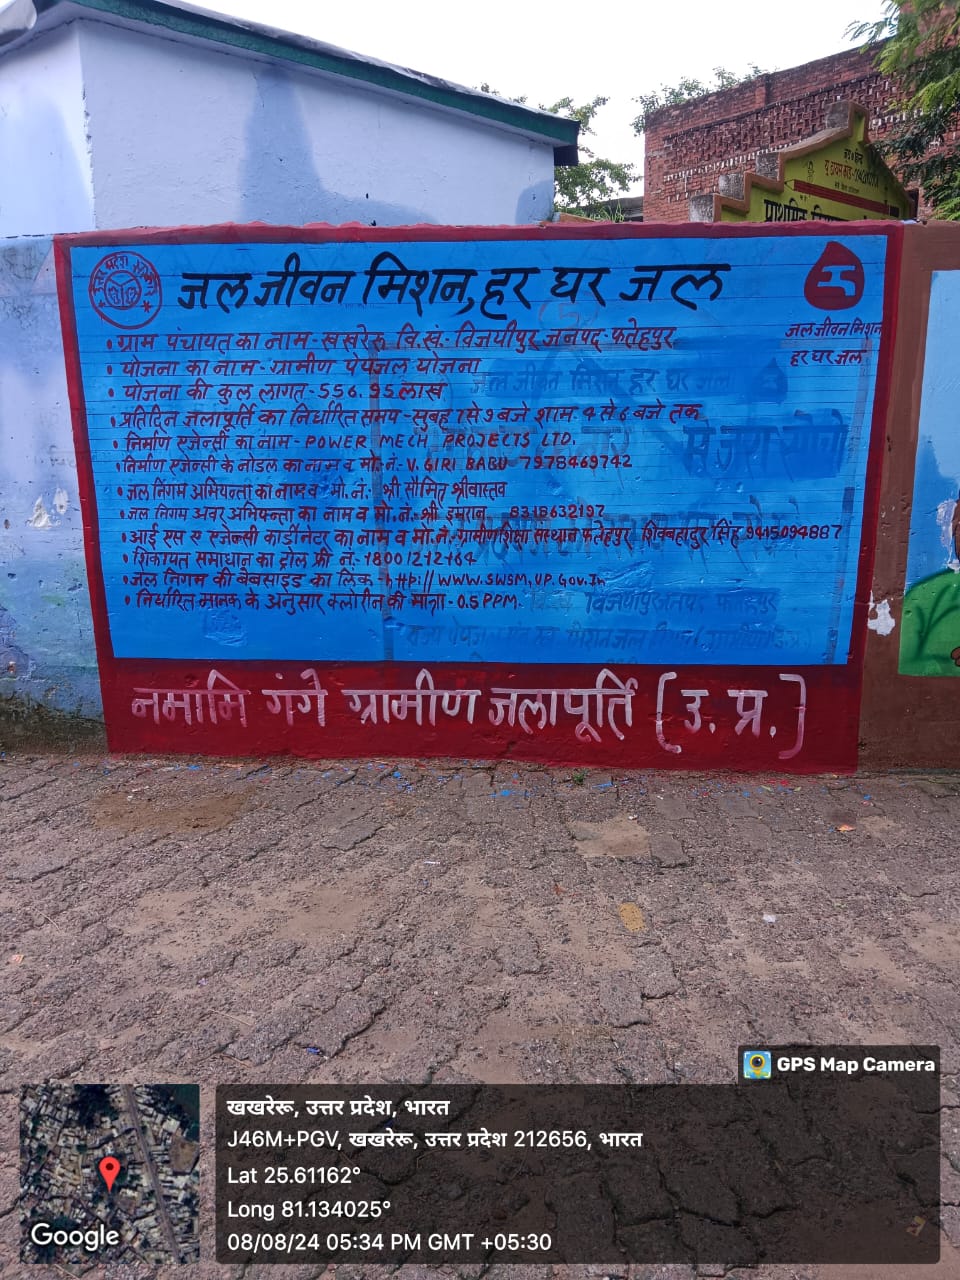 उत्तर प्रदेश सरकार
जल जीवन मिशन, हर घर जल
जल जीवन मिशन
हर घर जल
• ग्राम पंचायत का नाम - खखरेरु वि.खं.- विजयीपुर जनपद - फतेहपुर
• योजना का नाम - ग्रामीण पेयजल योजना
• योजना की कुल लागत - 556.95 लाख
• प्रतिदिन जलापूर्ति का निर्धारित समय - सुबह 7 से 9 बजे शाम 4 से 6 बजे तक
• निर्माण एजेन्सी का नाम - POWER MECH PROJECTS LTD.
• निर्माण एजेन्सी के नोडल का नाम व मो.नं.- V. GIRI BABU 7978469742
• जल निगम अभियन्ता का नाम व मो.नं.: श्री सौमित्र श्रीवास्तव
• जल निगम अवर अभियन्ता का नाम व मो.नं.: श्री इमरान 8318632197
• आई एस ए एजेन्सी कार्डिनेटर का नाम व मो.नं.- ग्रामीण शिक्षा संस्थान फतेहपुर शिवबहादुर सिंह 9415094887
• शिकायत समाधान का ट्रोल फ्री नं.- 18001212164
• जल निगम की बेबसाइड का लिंक - http://WWW.SWSM,UP.Gov.In
• निर्धारित मानक के अनुसार क्लोरीन की मात्रा - 0.5 PPM.
नमामि गंगे ग्रामीण जलापूर्ति (उ. प्र.)
प्राथमिक
GPS Map Camera
खखरेरू, उत्तर प्रदेश, भारत
J46M+PGV, खखरेरू, उत्तर प्रदेश 212656, भारत
Lat 25.61162°
Long 81.134025°
08/08/24 05:34 PM GMT +05:30
Google